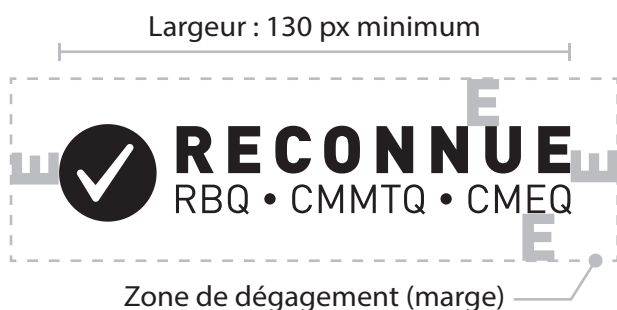 Largeur : 130 px minimum
E
RECONNUE
E
E
RBQ • CMMTQ • CMEQ
E
Zone de dégagement (marge)